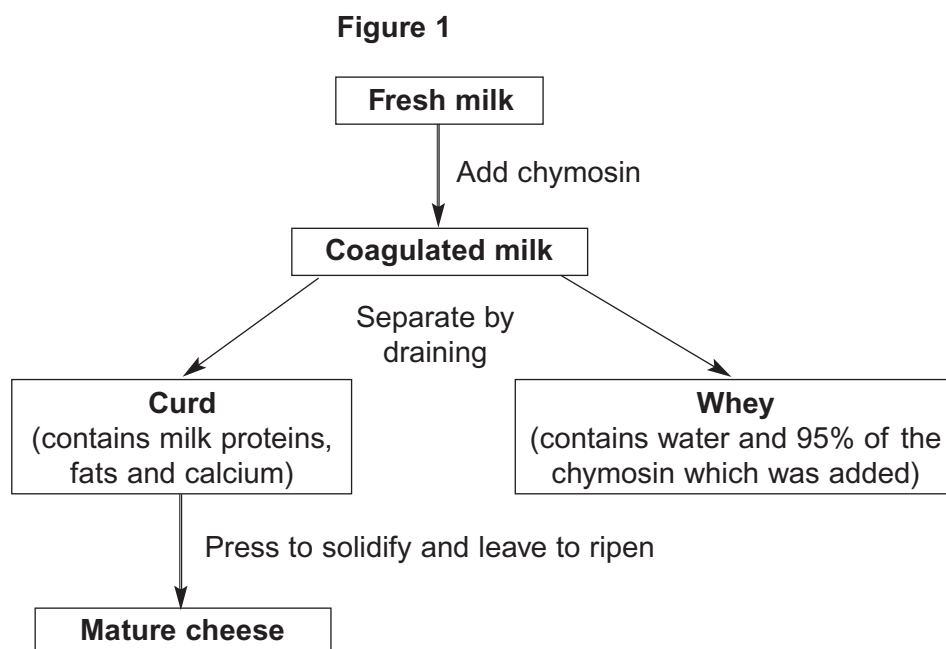 Figure 1
Fresh milk
Add chymosin
Coagulated milk
Separate by
draining
Curd
(contains milk proteins,
fats and calcium)
Whey
(contains water and 95% of the
chymosin which was added)
Press to solidify and leave to ripen
Mature cheese